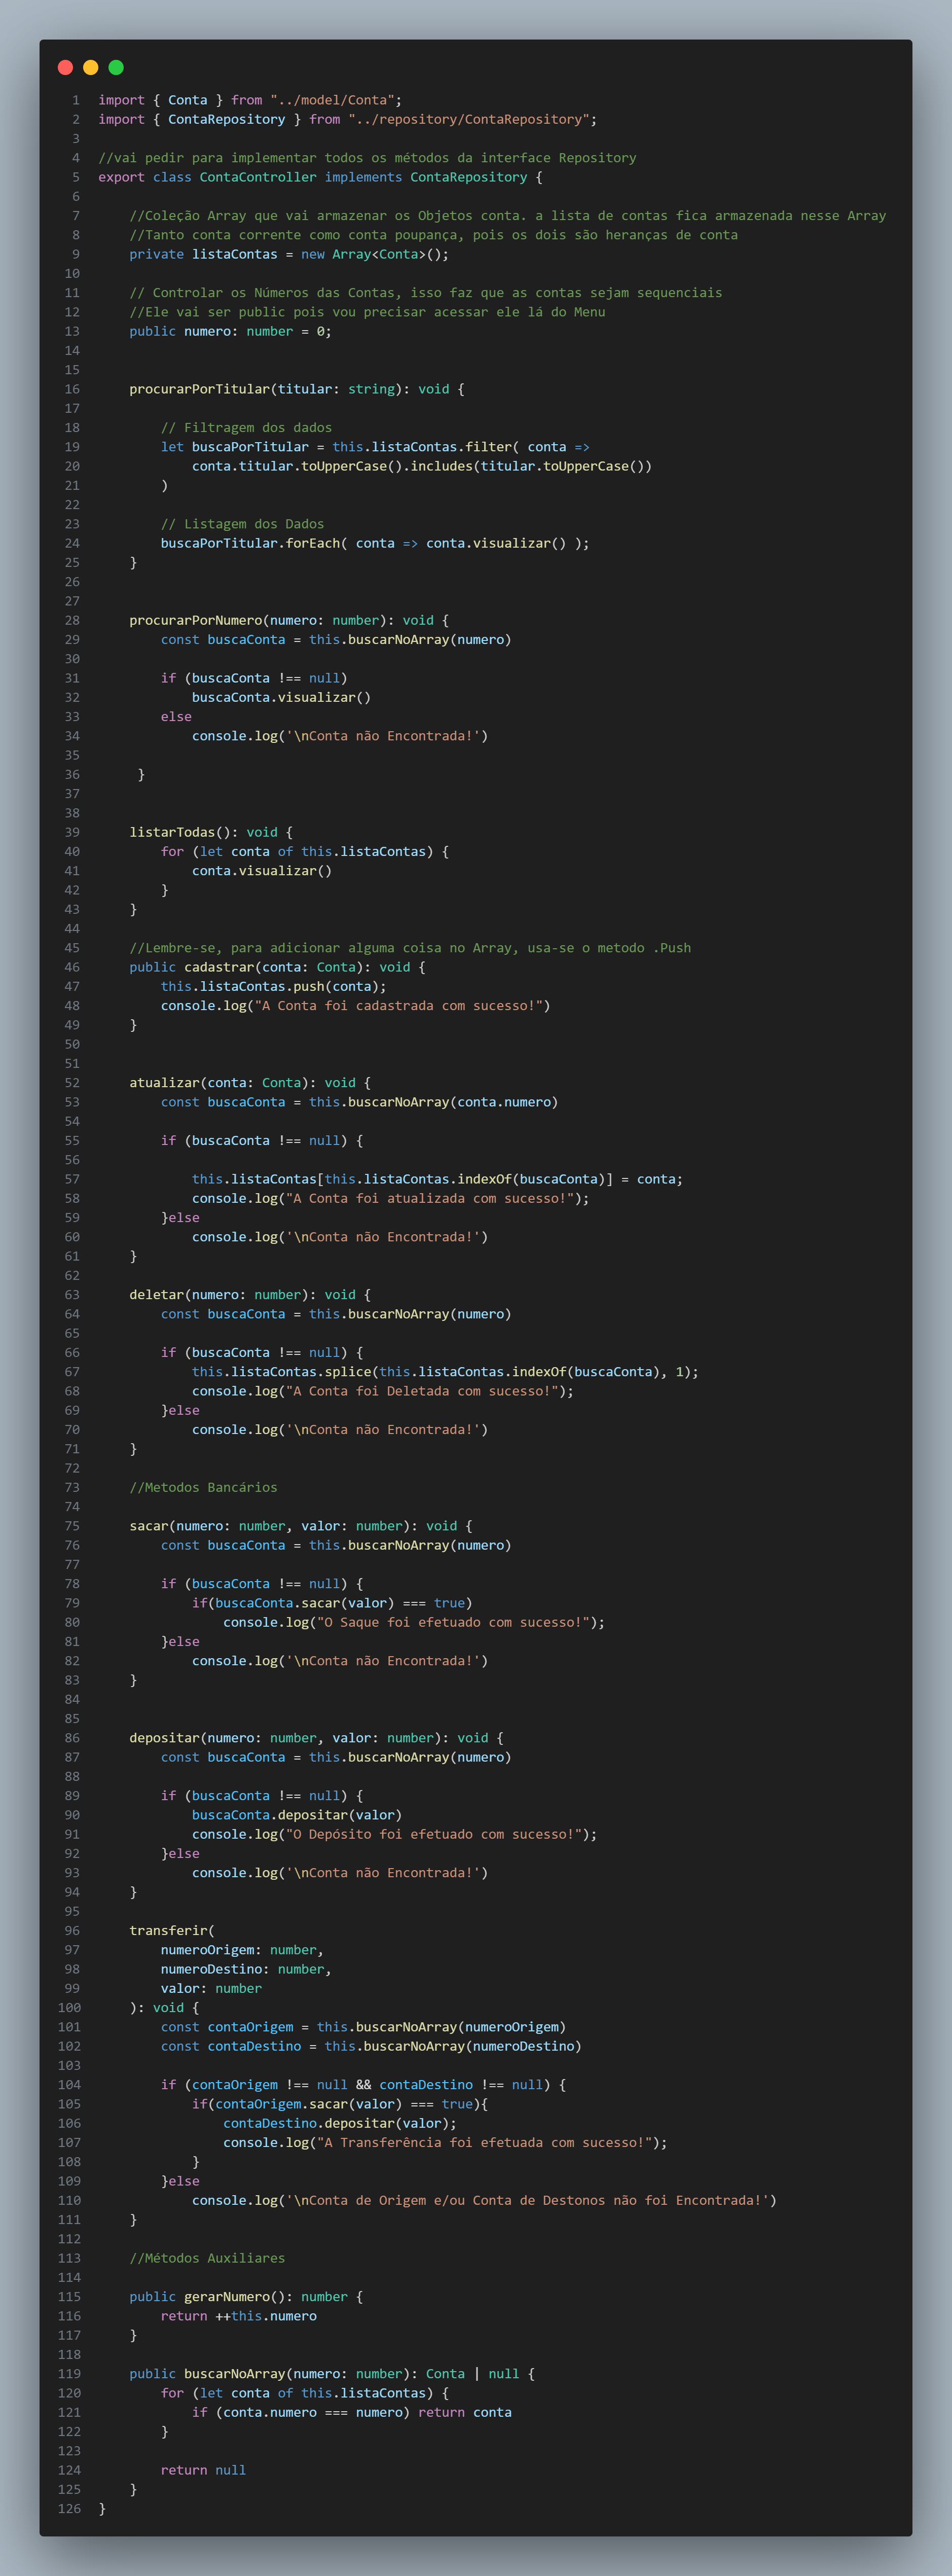 1 import { Conta } from "../model/Conta";
2 import { ContaRepository } from "../repository/ContaRepository";
3
4 //vai pedir para implementar todos os métodos da interface Repository
5 export class ContaController implements ContaRepository {
6
7     //Coleção Array que vai armazenar os Objetos conta. a lista de contas fica armazenada nesse Array
8     //Tanto conta corrente como conta poupança, pois os dois são heranças de conta
9     private listaContas = new Array<Conta>();
10
11     // Controlar os Números das Contas, isso faz que as contas sejam sequenciais
12     //Ele vai ser public pois vou precisar acessar ele lá do Menu
13     public numero: number = 0;
14
15
16     procurarPorTitular(titular: string): void {
17
18         // Filtragem dos dados
19         let buscaPorTitular = this.listaContas.filter( conta =>
20             conta.titular.toUpperCase().includes(titular.toUpperCase())
21         )
22
23         // Listagem dos Dados
24         buscaPorTitular.forEach( conta => conta.visualizar() );
25     }
26
27
28     procurarPorNumero(numero: number): void {
29         const buscaConta = this.buscarNoArray(numero)
30
31         if (buscaConta !== null)
32             buscaConta.visualizar()
33         else
34             console.log('\nConta não Encontrada!')
35
36      }
37
38
39     listarTodas(): void {
40         for (let conta of this.listaContas) {
41             conta.visualizar()
42         }
43     }
44
45     //Lembre-se, para adicionar alguma coisa no Array, usa-se o metodo .Push
46     public cadastrar(conta: Conta): void {
47         this.listaContas.push(conta);
48         console.log("A Conta foi cadastrada com sucesso!")
49     }
50
51
52     atualizar(conta: Conta): void {
53         const buscaConta = this.buscarNoArray(conta.numero)
54
55         if (buscaConta !== null) {
56
57             this.listaContas[this.listaContas.indexOf(buscaConta)] = conta;
58             console.log("A Conta foi atualizada com sucesso!");
59         }else
60             console.log('\nConta não Encontrada!')
61     }
62
63     deletar(numero: number): void {
64         const buscaConta = this.buscarNoArray(numero)
65
66         if (buscaConta !== null) {
67             this.listaContas.splice(this.listaContas.indexOf(buscaConta), 1);
68             console.log("A Conta foi Deletada com sucesso!");
69         }else
70             console.log('\nConta não Encontrada!')
71     }
72
73     //Metodos Bancários
74
75     sacar(numero: number, valor: number): void {
76         const buscaConta = this.buscarNoArray(numero)
77
78         if (buscaConta !== null) {
79             if(buscaConta.sacar(valor) === true)
80                 console.log("O Saque foi efetuado com sucesso!");
81         }else
82             console.log('\nConta não Encontrada!')
83     }
84
85
86     depositar(numero: number, valor: number): void {
87         const buscaConta = this.buscarNoArray(numero)
88
89         if (buscaConta !== null) {
90             buscaConta.depositar(valor)
91             console.log("O Depósito foi efetuado com sucesso!");
92         }else
93             console.log('\nConta não Encontrada!')
94     }
95
96     transferir(
97         numeroOrigem: number,
98         numeroDestino: number,
99         valor: number
100     ): void {
101         const contaOrigem = this.buscarNoArray(numeroOrigem)
102         const contaDestino = this.buscarNoArray(numeroDestino)
103
104         if (contaOrigem !== null && contaDestino !== null) {
105             if(contaOrigem.sacar(valor) === true){
106                 contaDestino.depositar(valor);
107                 console.log("A Transferência foi efetuada com sucesso!");
108             }
109         }else
110             console.log('\nConta de Origem e/ou Conta de Destonos não foi Encontrada!')
111     }
112
113     //Métodos Auxiliares
114
115     public gerarNumero(): number {
116         return ++this.numero
117     }
118
119     public buscarNoArray(numero: number): Conta | null {
120         for (let conta of this.listaContas) {
121             if (conta.numero === numero) return conta
122         }
123
124         return null
125     }
126 }